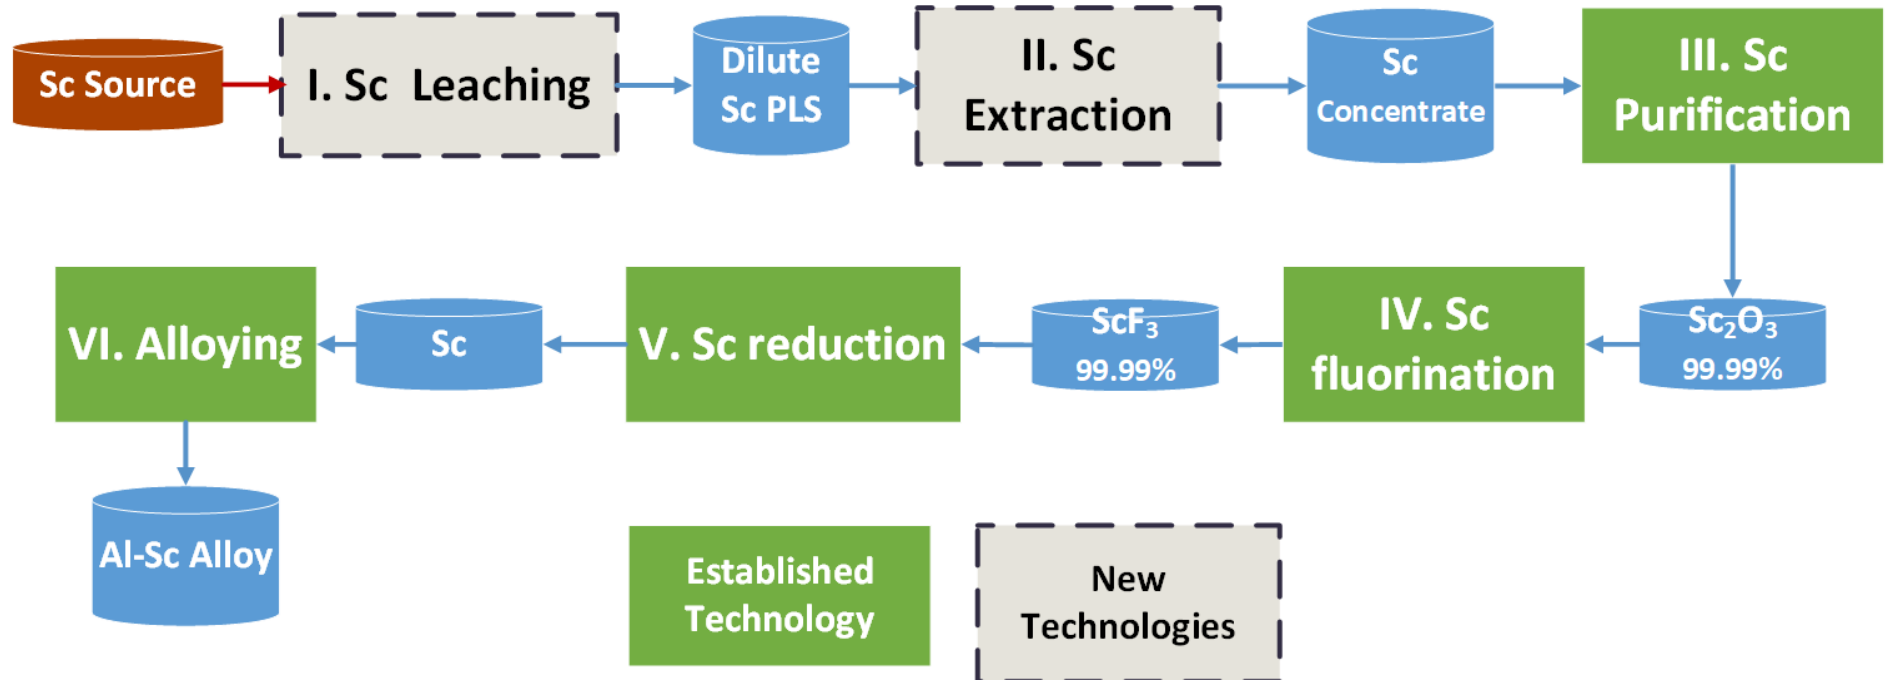 Sc Source
I. Sc Leaching
Dilute
Sc PLS
II. Sc
Extraction
Sc
Concentrate
III. Sc
Purification
VI. Alloying
Sc
V. Sc reduction
ScF₃
99.99%
IV. Sc
fluorination
Sc₂O₃
99.99%
Al-Sc Alloy
Established
Technology
New
Technologies